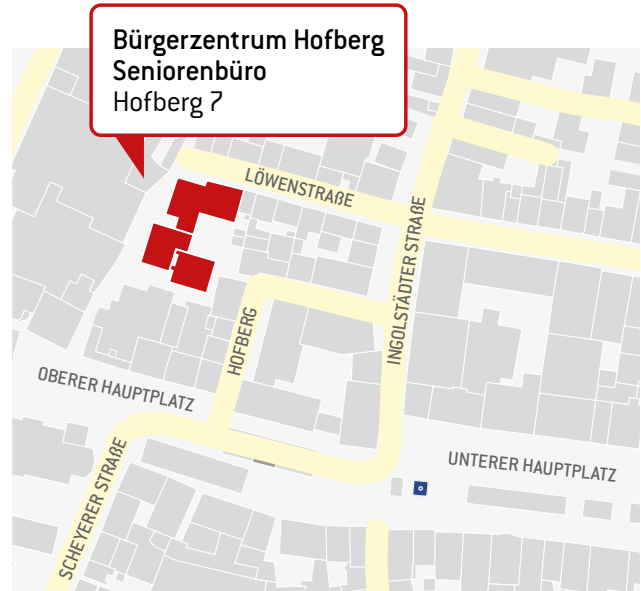 Bürgerzentrum Hofberg
Seniorenbüro
Hofberg 7
LÖWENSTRAßE
INGOLSTÄDTER STRAßE
HOFBERG
OBERER HAUPTPLATZ
SCHEYERER STRAßE
UNTERER HAUPTPLATZ